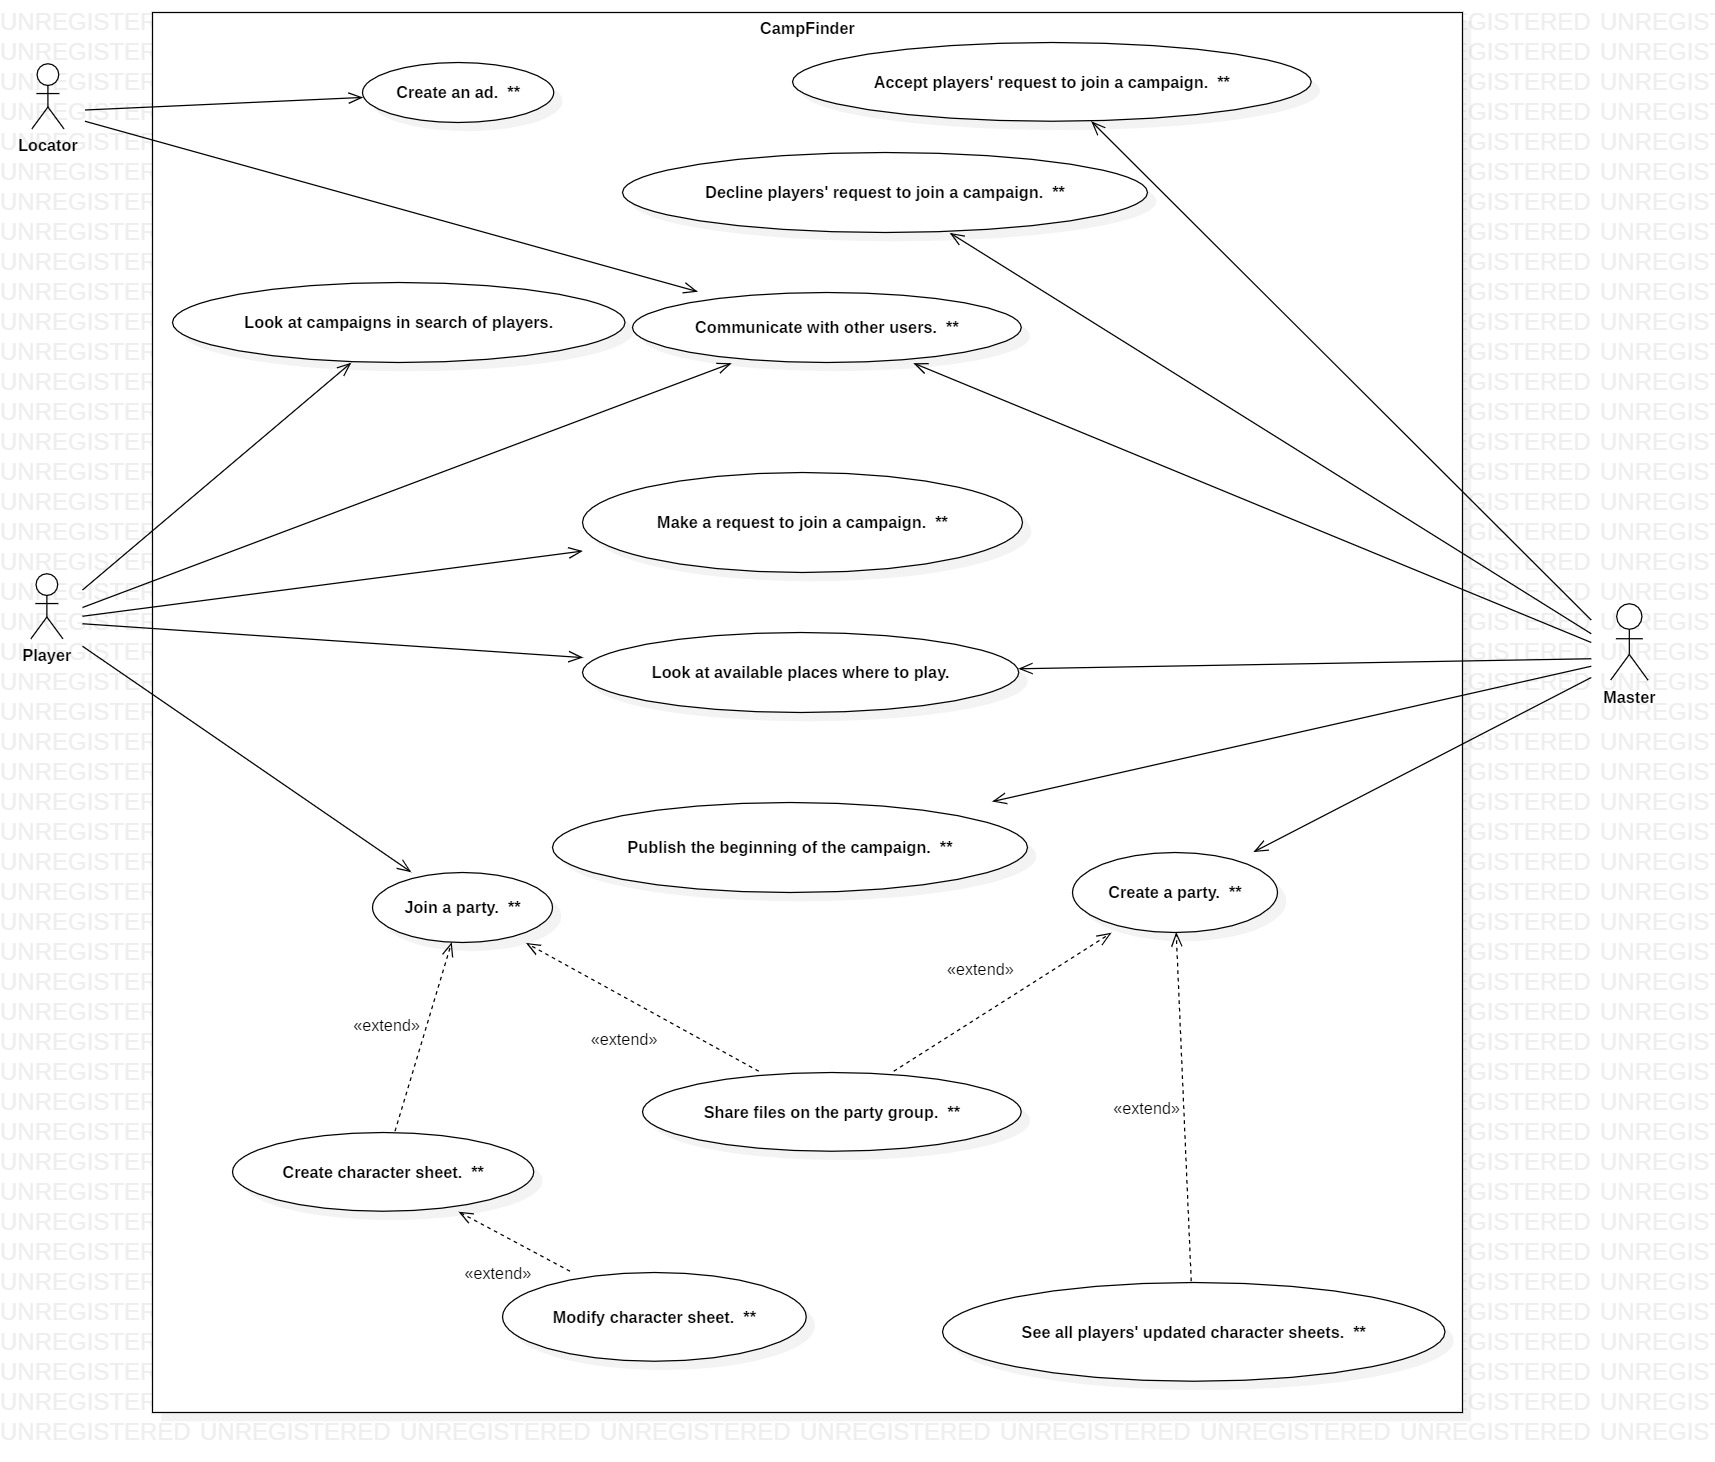 CampFinder
Create an ad.  **
Accept players' request to join a campaign.  **
Locator
Decline players' request to join a campaign.  **
Look at campaigns in search of players.
Communicate with other users.  **
Make a request to join a campaign.  **
Player
Look at available places where to play.
Master
Publish the beginning of the campaign.  **
Create a party.  **
Join a party.  **
«extend»
«extend»
«extend»
«extend»
Share files on the party group.  **
Create character sheet.  **
«extend»
Modify character sheet.  **
See all players' updated character sheets.  **
UNREGISTERED UNREGISTERED UNREGISTERED UNREGISTERED UNREGISTERED UNREGISTERED UNREGISTERED UNREGISTERED UNREGIST